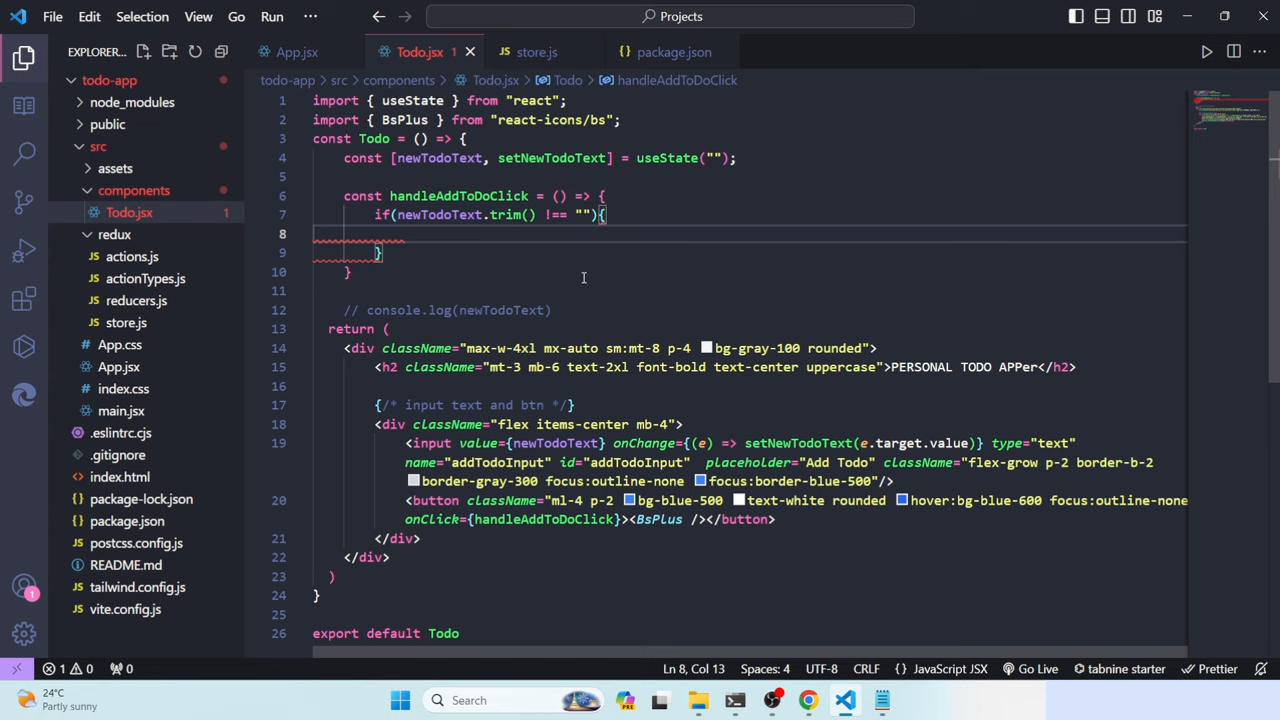 File Edit Selection View Go Run ··· Projects
EXPLORER... App.jsx Todo.jsx 1 store.js package.json
todo-app > src > components > Todo.jsx > Todo > handleAddToDoClick
todo-app
node_modules
public
src
assets
components
Todo.jsx 1
redux
actions.js
actionTypes.js
reducers.js
store.js
App.css
App.jsx
index.css
main.jsx
.eslintrc.cjs
.gitignore
index.html
package-lock.json
package.json
postcss.config.js
README.md
tailwind.config.js
vite.config.js
1 import { useState } from "react";
2 import { BsPlus } from "react-icons/bs";
3 const Todo = () => {
4 const [newTodoText, setNewTodoText] = useState("");
5
6 const handleAddToDoClick = () => {
7 if(newTodoText.trim() !== ""){
8
9 }
10 }
11
12 // console.log(newTodoText)
13 return (
14 <div className="max-w-4xl mx-auto sm:mt-8 p-4 bg-gray-100 rounded">
15 <h2 className="mt-3 mb-6 text-2xl font-bold text-center uppercase">PERSONAL TODO APPer</h2>
16
17 {/* input text and btn */}
18 <div className="flex items-center mb-4">
19 <input value={newTodoText} onChange={(e) => setNewTodoText(e.target.value)} type="text"
name="addTodoInput" id="addTodoInput" placeholder="Add Todo" className="flex-grow p-2 border-b-2
border-gray-300 focus:outline-none focus:border-blue-500"/>
20 <button className="ml-4 p-2 bg-blue-500 text-white rounded hover:bg-blue-600 focus:outline-none
onClick={handleAddToDoClick}><BsPlus /></button>
21 </div>
22 </div>
23 )
24 }
25
26 export default Todo
1
1 0 0 Ln 8, Col 13 Spaces: 4 UTF-8 CRLF {} JavaScript JSX Go Live tabnine starter Prettier
24°C
Partly sunny
Search
PRE